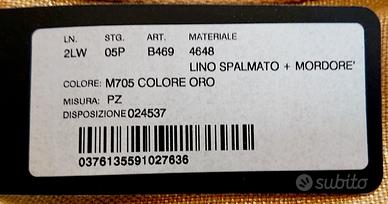 LN. STG. ART. MATERIALE
2LW 05P B469 4648
LINO SPALMATO + MORDORE'
COLORE: M705 COLORE ORO
MISURA: PZ
DISPOSIZIONE 024537
0376135591027636
subito